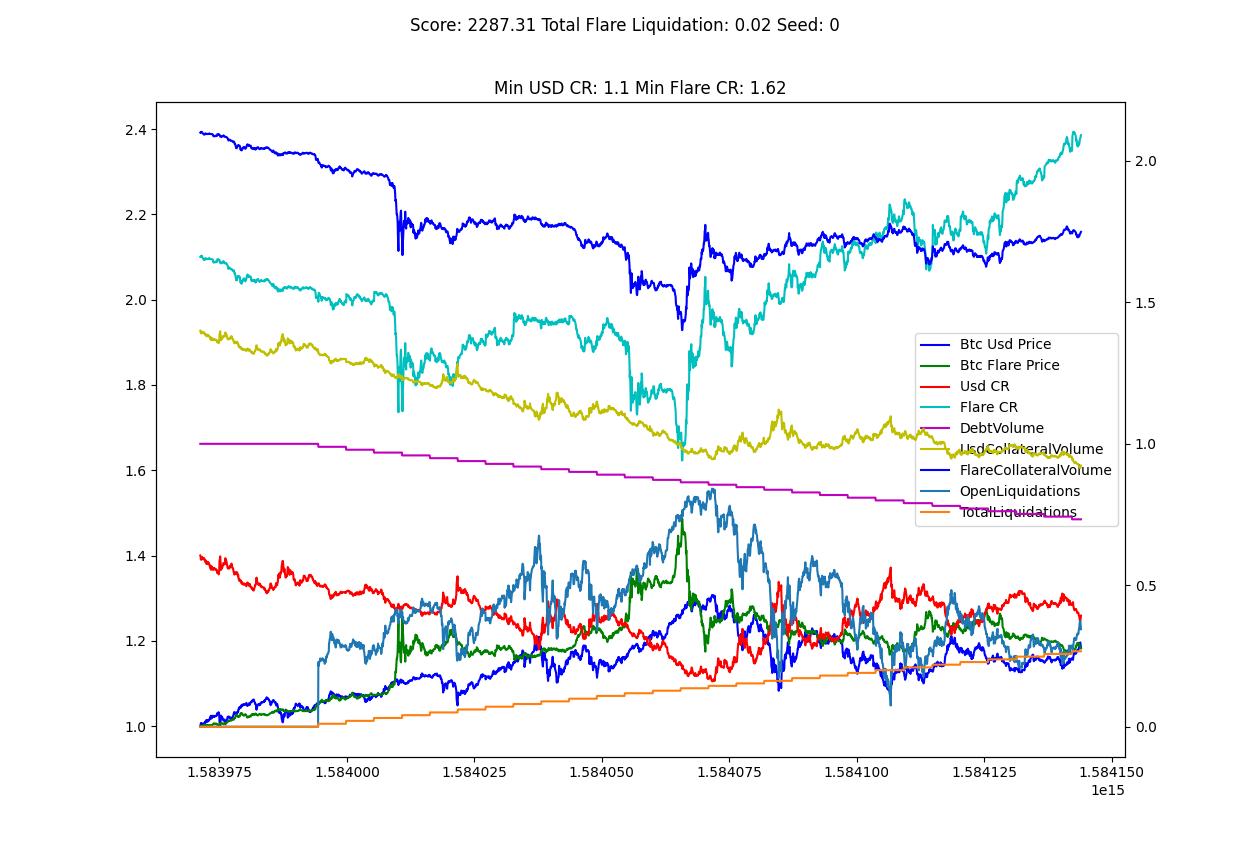 Score: 2287.31 Total Flare Liquidation: 0.02 Seed: 0
Min USD CR: 1.1 Min Flare CR: 1.62
2.4
2.2
2.0
1.8
1.6
1.4
1.2
1.0
2.0
1.5
1.0
0.5
0.0
Btc Usd Price
Btc Flare Price
Usd CR
Flare CR
DebtVolume
UsdCollateralVolume
FlareCollateralVolume
OpenLiquidations
TotalLiquidations
1.583975 1.584000 1.584025 1.584050 1.584075 1.584100 1.584125 1.584150
1e15